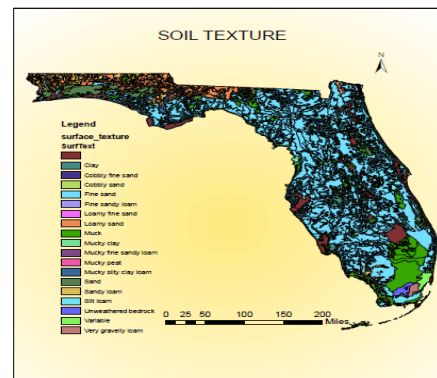 SOIL TEXTURE
N
Legend
surface_texture
SurfText
Clay
Cobbly fine sand
Cobbly sand
Fine sand
Fine sandy loam
Loamy fine sand
Loamy sand
Muck
Mucky clay
Mucky fine sandy loam
Mucky peat
Mucky silty clay loam
Sand
Sandy loam
Silt loam
Unweathered bedrock
Variable
Very gravelly loam
0 25 50 100 150 200
Miles